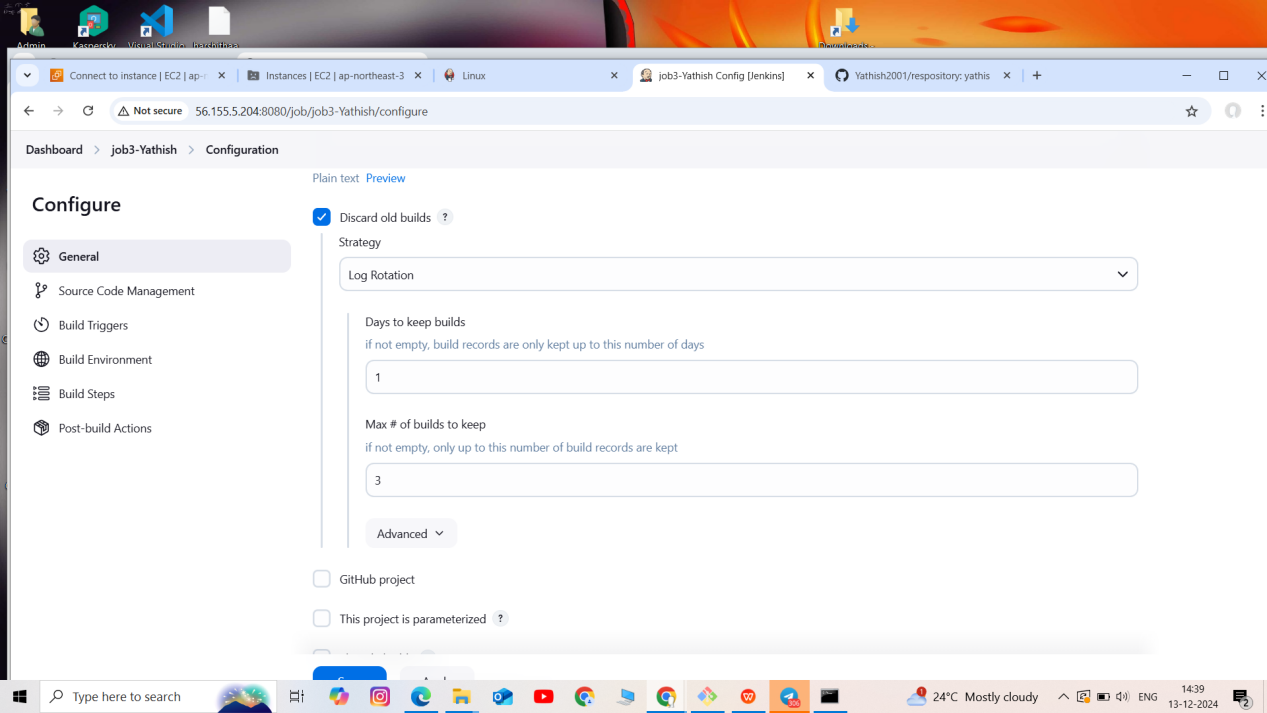 Admin
Kaspersky
Visual Studio
harshithaa
Downloads
Connect to instance | EC2 | ap-n
Instances | EC2 | ap-northeast-3
Linux
job3-Yathish Config [Jenkins]
Yathish2001/respository: yathis
Not secure
56.155.5.204:8080/job/job3-Yathish/configure
Dashboard
job3-Yathish
Configuration
Configure
General
Source Code Management
Build Triggers
Build Environment
Build Steps
Post-build Actions
Plain text Preview
Discard old builds ?
Strategy
Log Rotation
Days to keep builds
if not empty, build records are only kept up to this number of days
1
Max # of builds to keep
if not empty, only up to this number of build records are kept
3
Advanced
GitHub project
This project is parameterized ?
Type here to search
306
24°C Mostly cloudy
ENG
14:39
13-12-2024
2